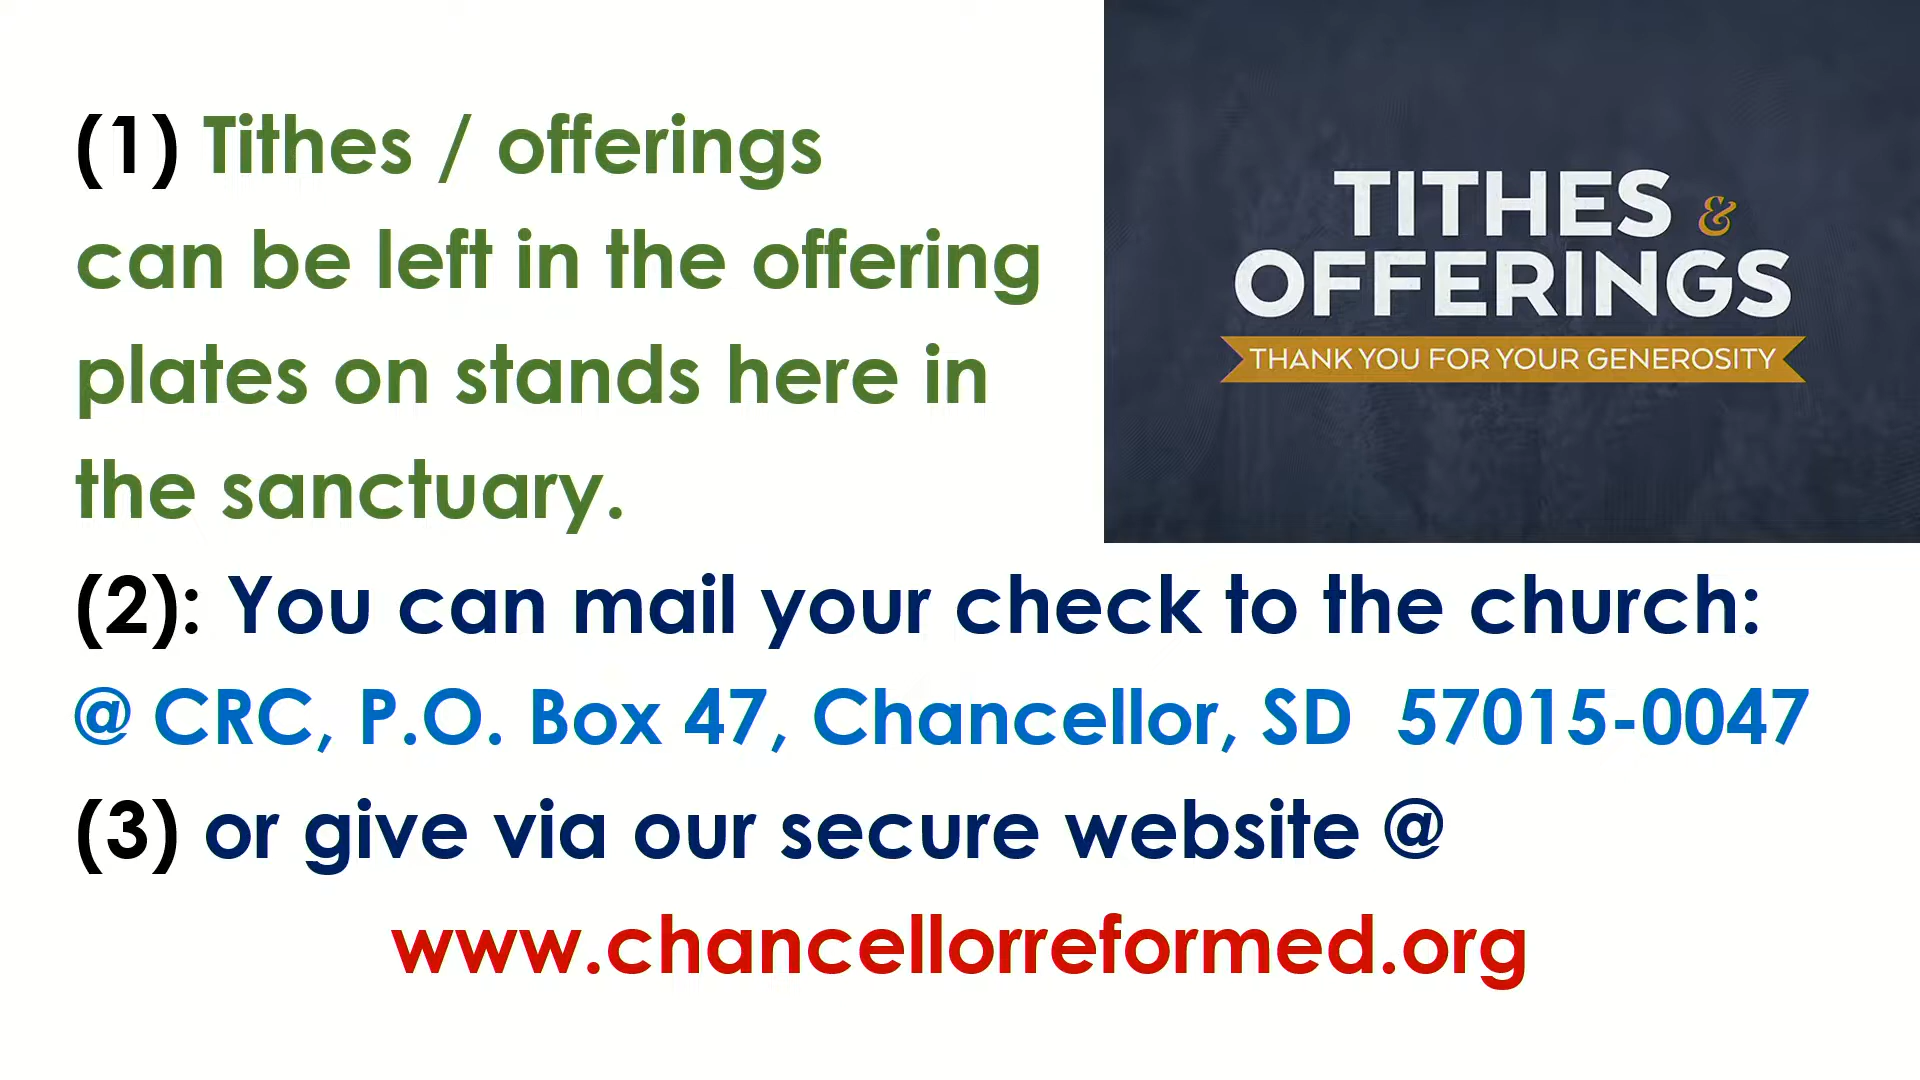 (1) Tithes / offerings
can be left in the offering
plates on stands here in
the sanctuary.
TITHES &
OFFERINGS
THANK YOU FOR YOUR GENEROSITY
(2): You can mail your check to the church:
@ CRC, P.O. Box 47, Chancellor, SD  57015-0047
(3) or give via our secure website @
www.chancellorreformed.org